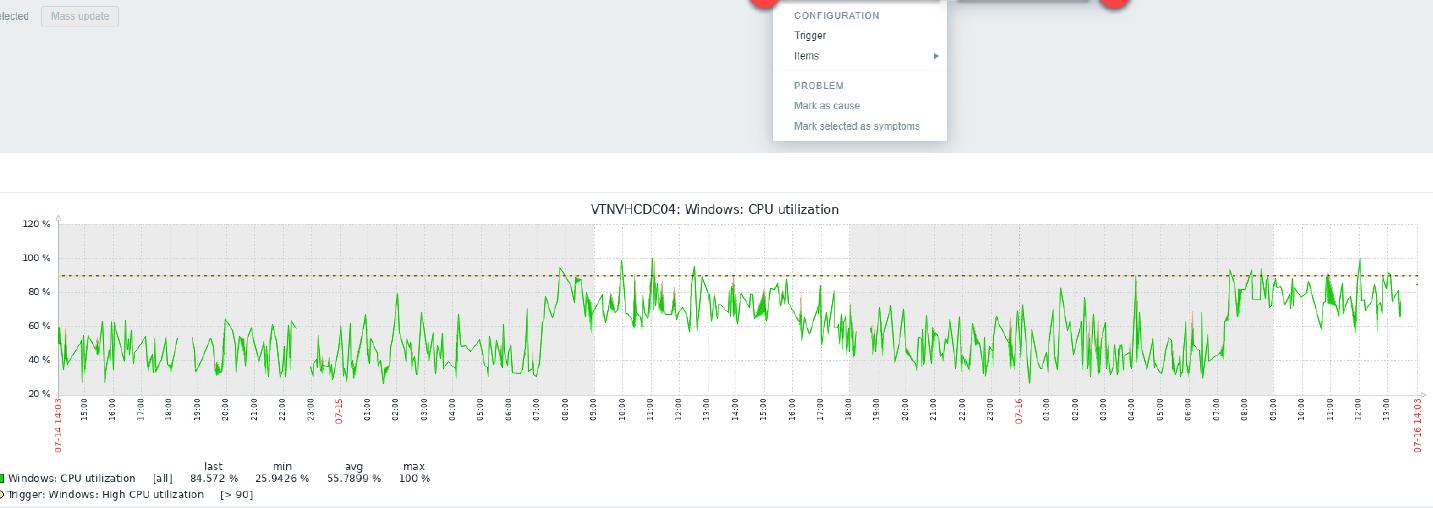 elected Mass update
CONFIGURATION
Trigger
Items
PROBLEM
Mark as cause
Mark selected as symptoms
VTNVHCDC04: Windows: CPU utilization
120 %
100 %
80 %
60 %
40 %
20 %
07-14 14:03 15:00 16:00 17:00 18:00 19:00 20:00 21:00 22:00 23:00 07-15 01:00 02:00 03:00 04:00 05:00 06:00 07:00 08:00 09:00 10:00 11:00 12:00 13:00 14:00 15:00 16:00 17:00 18:00 19:00 20:00 21:00 22:00 23:00 07-16 01:00 02:00 03:00 04:00 05:00 06:00 07:00 08:00 09:00 10:00 11:00 12:00 13:00 07-16 14:03
last min avg max
Windows: CPU utilization [all] 84.572 % 25.9426 % 55.7899 % 100 %
Trigger: Windows: High CPU utilization [> 90]